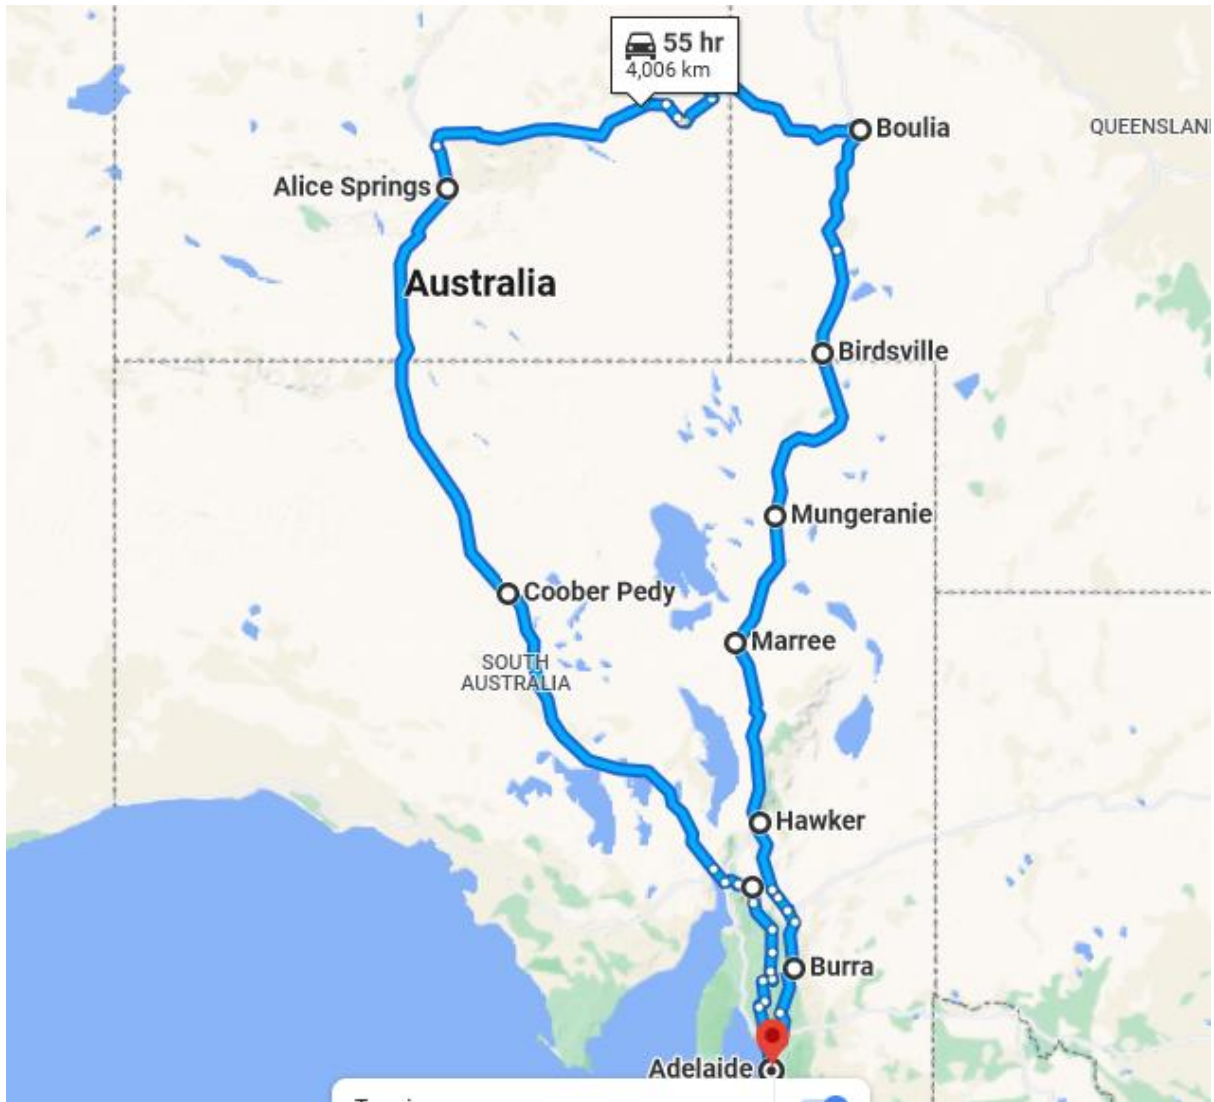 55 hr
4,006 km
Boulia
QUEENSLAN
Alice Springs
Australia
Birdsville
Mungeranie
Coober Pedy
Marree
SOUTH
AUSTRALIA
Hawker
Burra
Adelaide